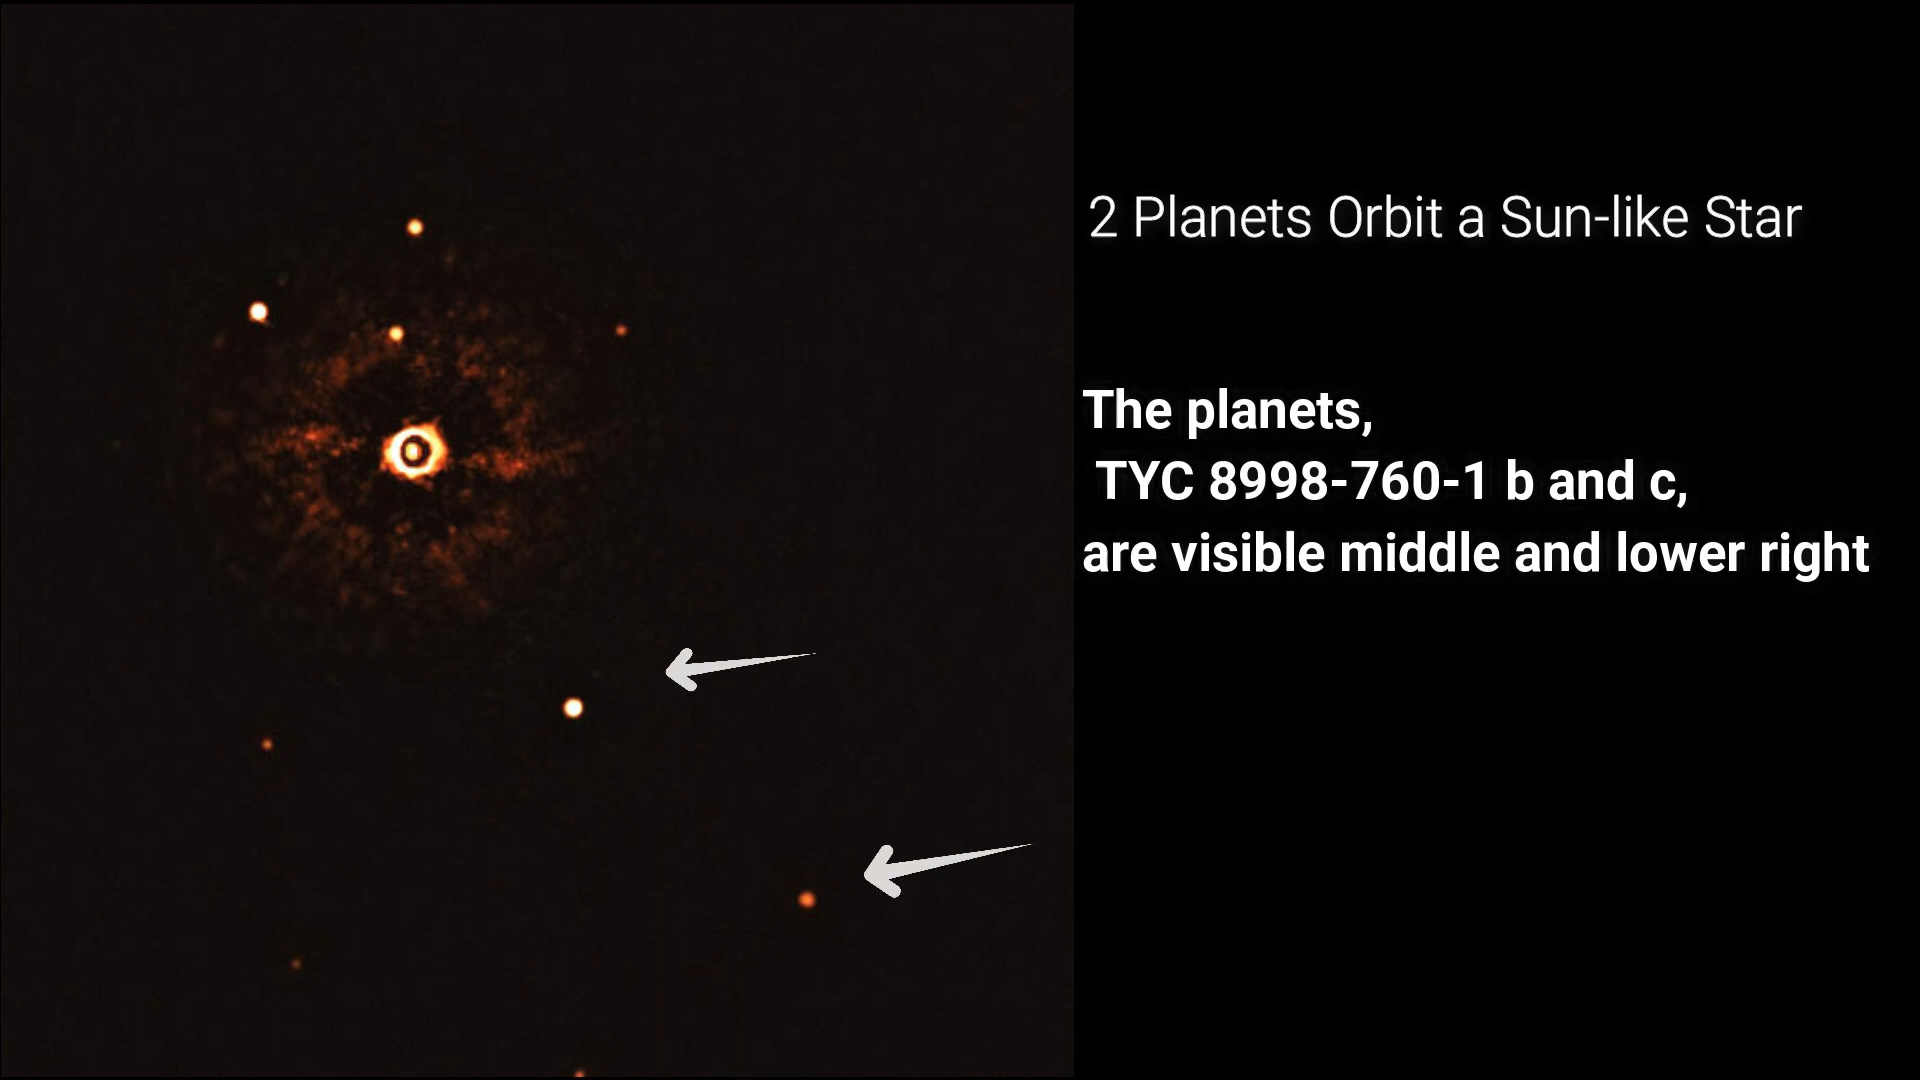 2 Planets Orbit a Sun-like Star
The planets,
TYC 8998-760-1 b and c,
are visible middle and lower right